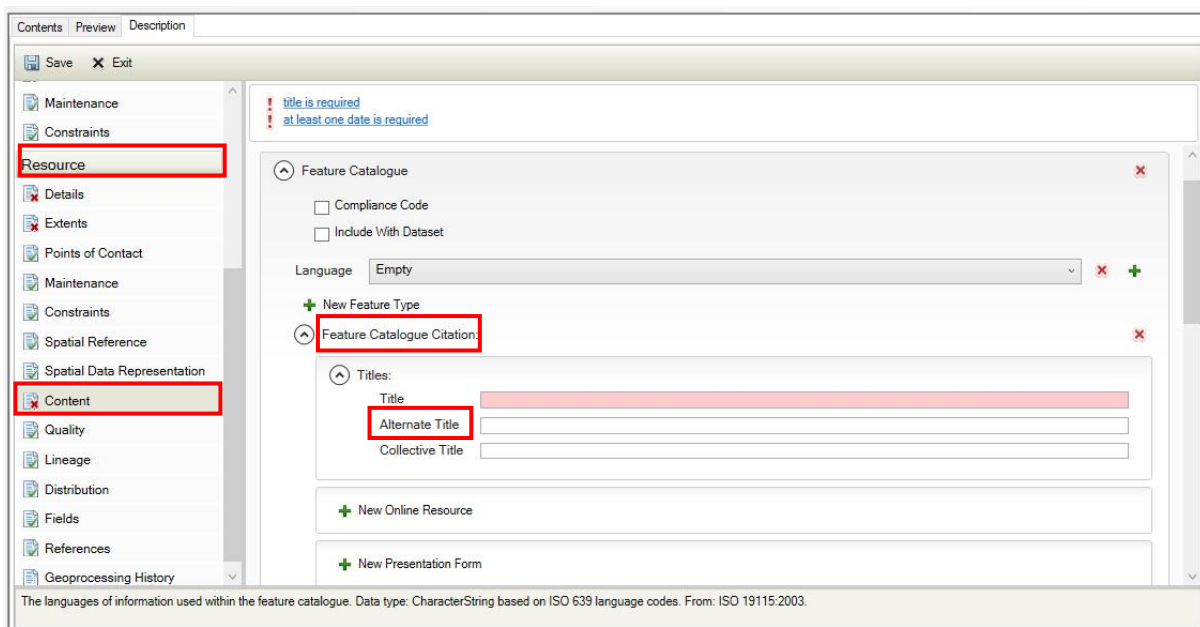 Contents Preview Description
Save Exit
Maintenance
Constraints
Resource
Details
Extents
Points of Contact
Maintenance
Constraints
Spatial Reference
Spatial Data Representation
Content
Quality
Lineage
Distribution
Fields
References
Geoprocessing History
title is required
at least one date is required
Feature Catalogue
Compliance Code
Include With Dataset
Language Empty
New Feature Type
Feature Catalogue Citation:
Titles:
Title
Alternate Title
Collective Title
New Online Resource
New Presentation Form
The languages of information used within the feature catalogue. Data type: CharacterString based on ISO 639 language codes. From: ISO 19115:2003.